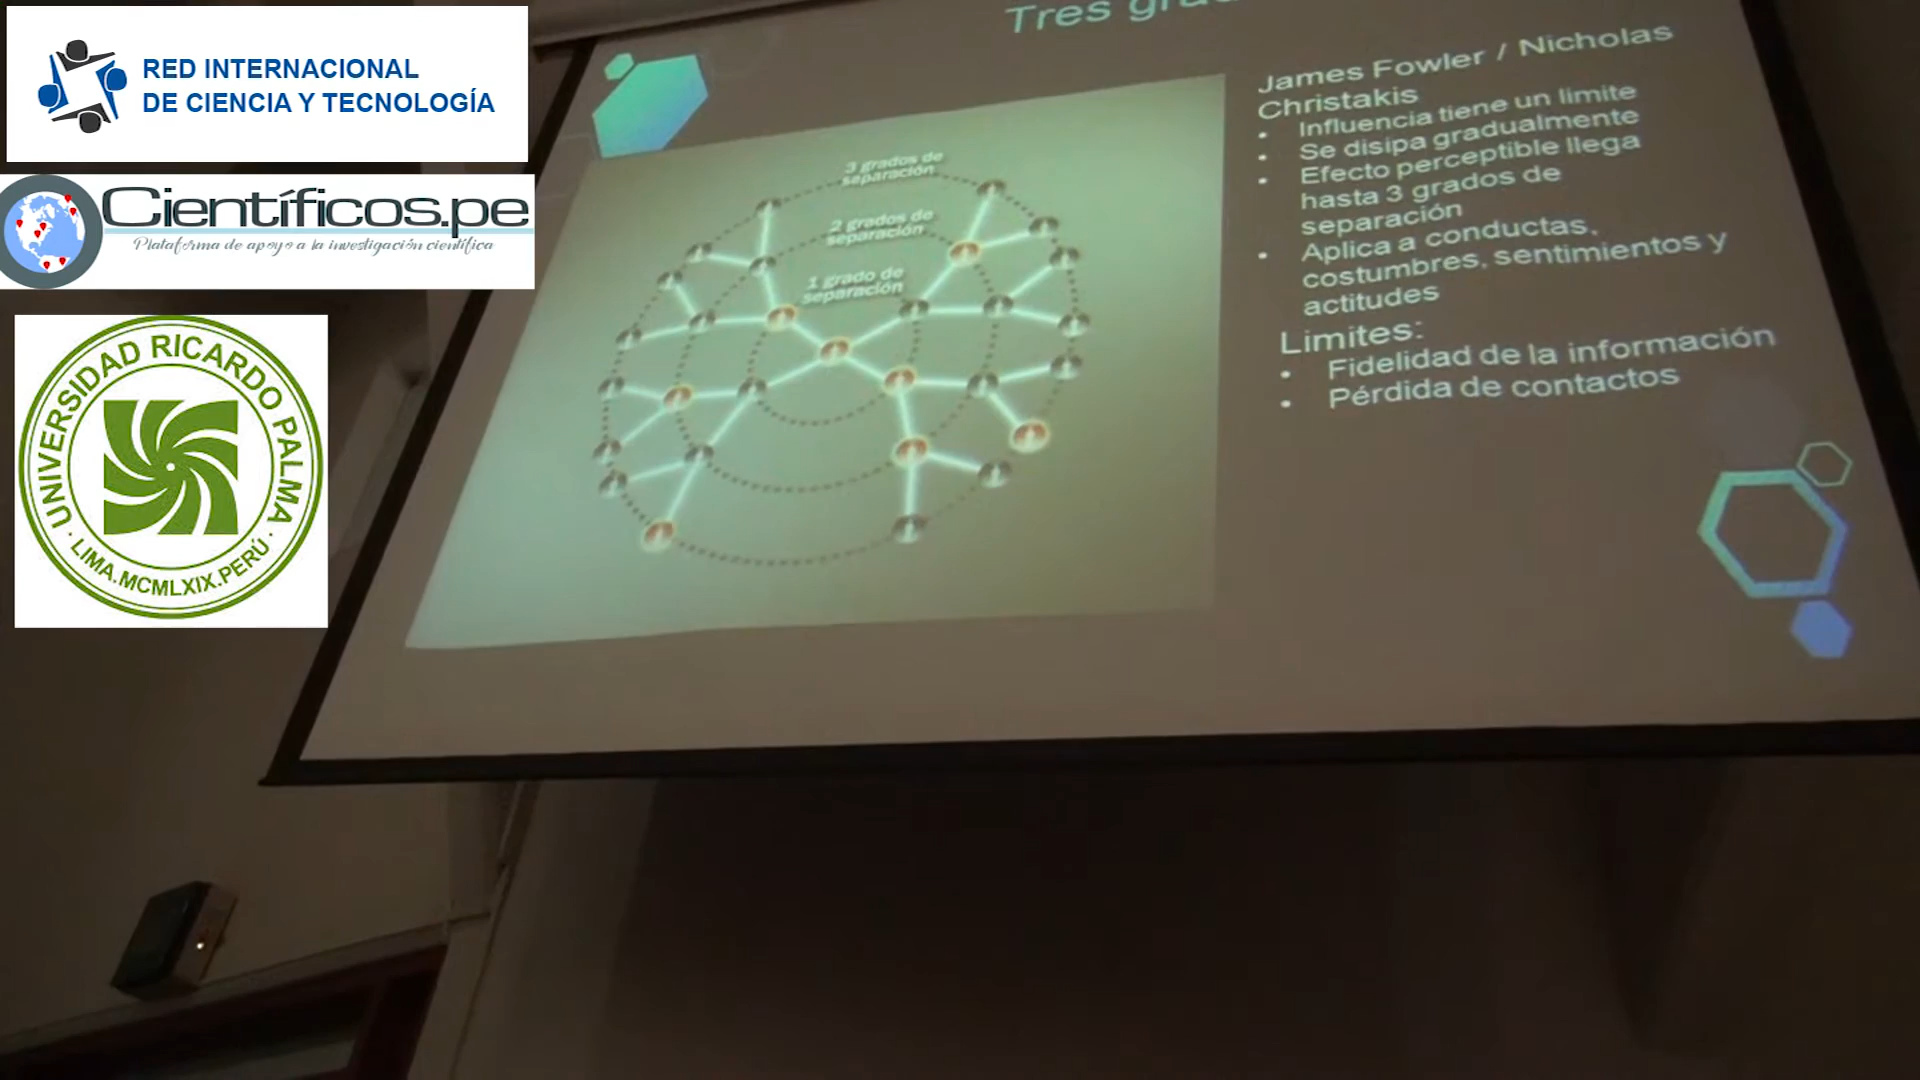 RED INTERNACIONAL
DE CIENCIA Y TECNOLOGÍA
Científicos.pe
Plataforma de apoyo a la investigación científica
UNIVERSIDAD RICARDO PALMA
LIMA.MCMLXIX.PERÚ
Tres
3 grados de
separación
2 grados de
separación
1 grado de
separación
James Fowler / Nicholas
Christakis
• Influencia tiene un limite
• Se disipa gradualmente
• Efecto perceptible llega
hasta 3 grados de
separación
• Aplica a conductas,
costumbres, sentimientos y
actitudes
Limites:
• Fidelidad de la información
• Pérdida de contactos